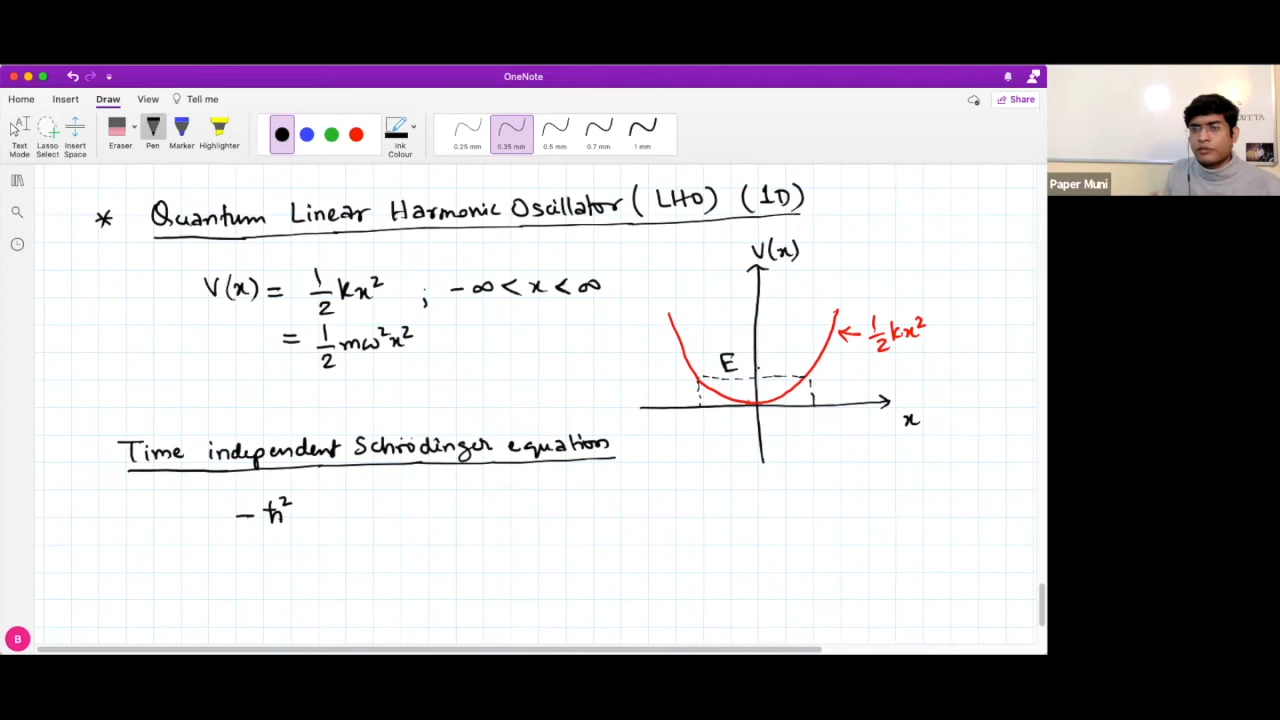 OneNote
Home Insert Draw View Tell me
Share
Text Mode
Lasso Select
Insert Space
Eraser
Pen
Marker
Highlighter
Ink Colour
0.25 mm
0.35 mm
0.5 mm
0.7 mm
1 mm
UTTA
Paper Muni
* Quantum Linear Harmonic Oscillator (LHO) (1D)
V(x) = 1/2 kx² ; -∞ < x < ∞
= 1/2 mω²x²
V(x)
← 1/2 kx²
E
x
Time independent Schrödinger equation
- ħ²
B